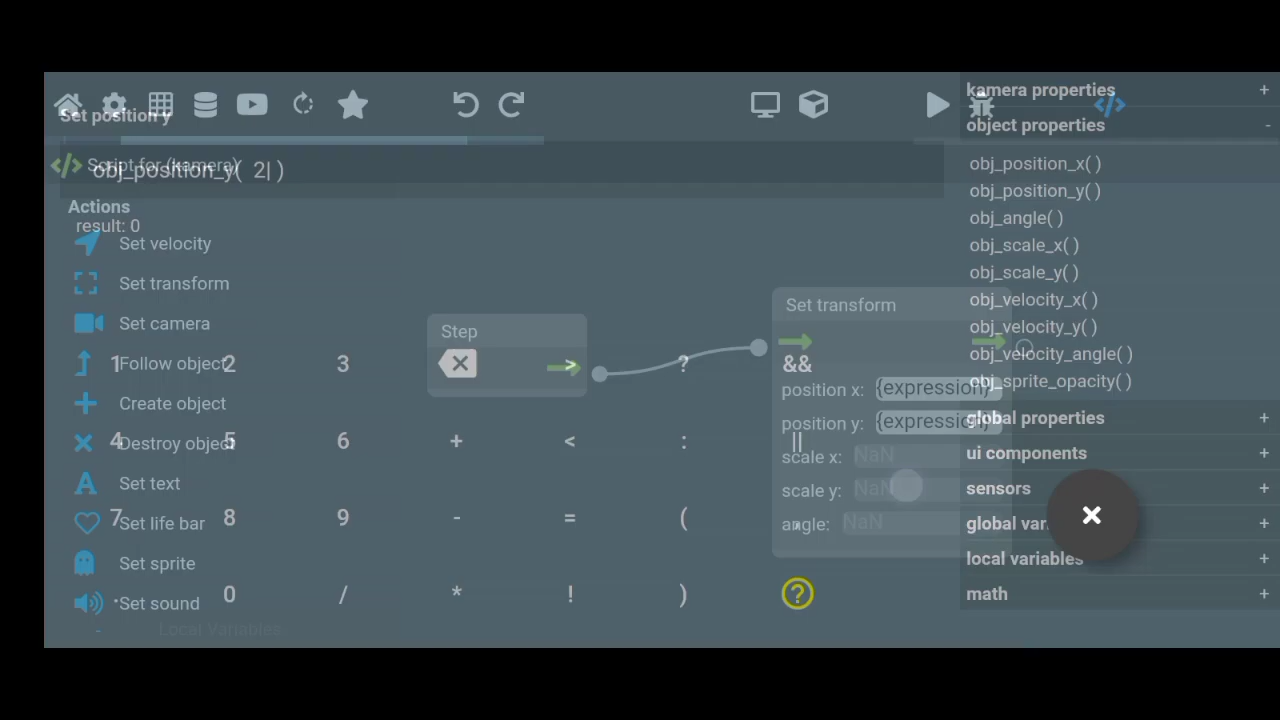 kamera properties +
Set position y
object properties -
Script for (kamera)
obj_position_y( 2| )
obj_position_x( )
obj_position_y( )
Actions
result: 0
obj_angle( )
Set velocity
obj_scale_x( )
obj_scale_y( )
Set transform
obj_velocity_x( )
Set transform
Set camera
Step
obj_velocity_y( )
obj_velocity_angle( )
1 2 3 > ? &&
Follow object
obj_sprite_opacity( )
position x: {expression}
Create object
global properties +
position y: {expression}
4 5 6 + < : ||
Destroy object
ui components +
scale x: NaN
Set text
sensors +
scale y: NaN
7 8 9 - = ( ,
Set life bar
angle: NaN
global var
local variables +
Set sprite
. 0 / * ! ) ?
Set sound
math +
- Local Variables